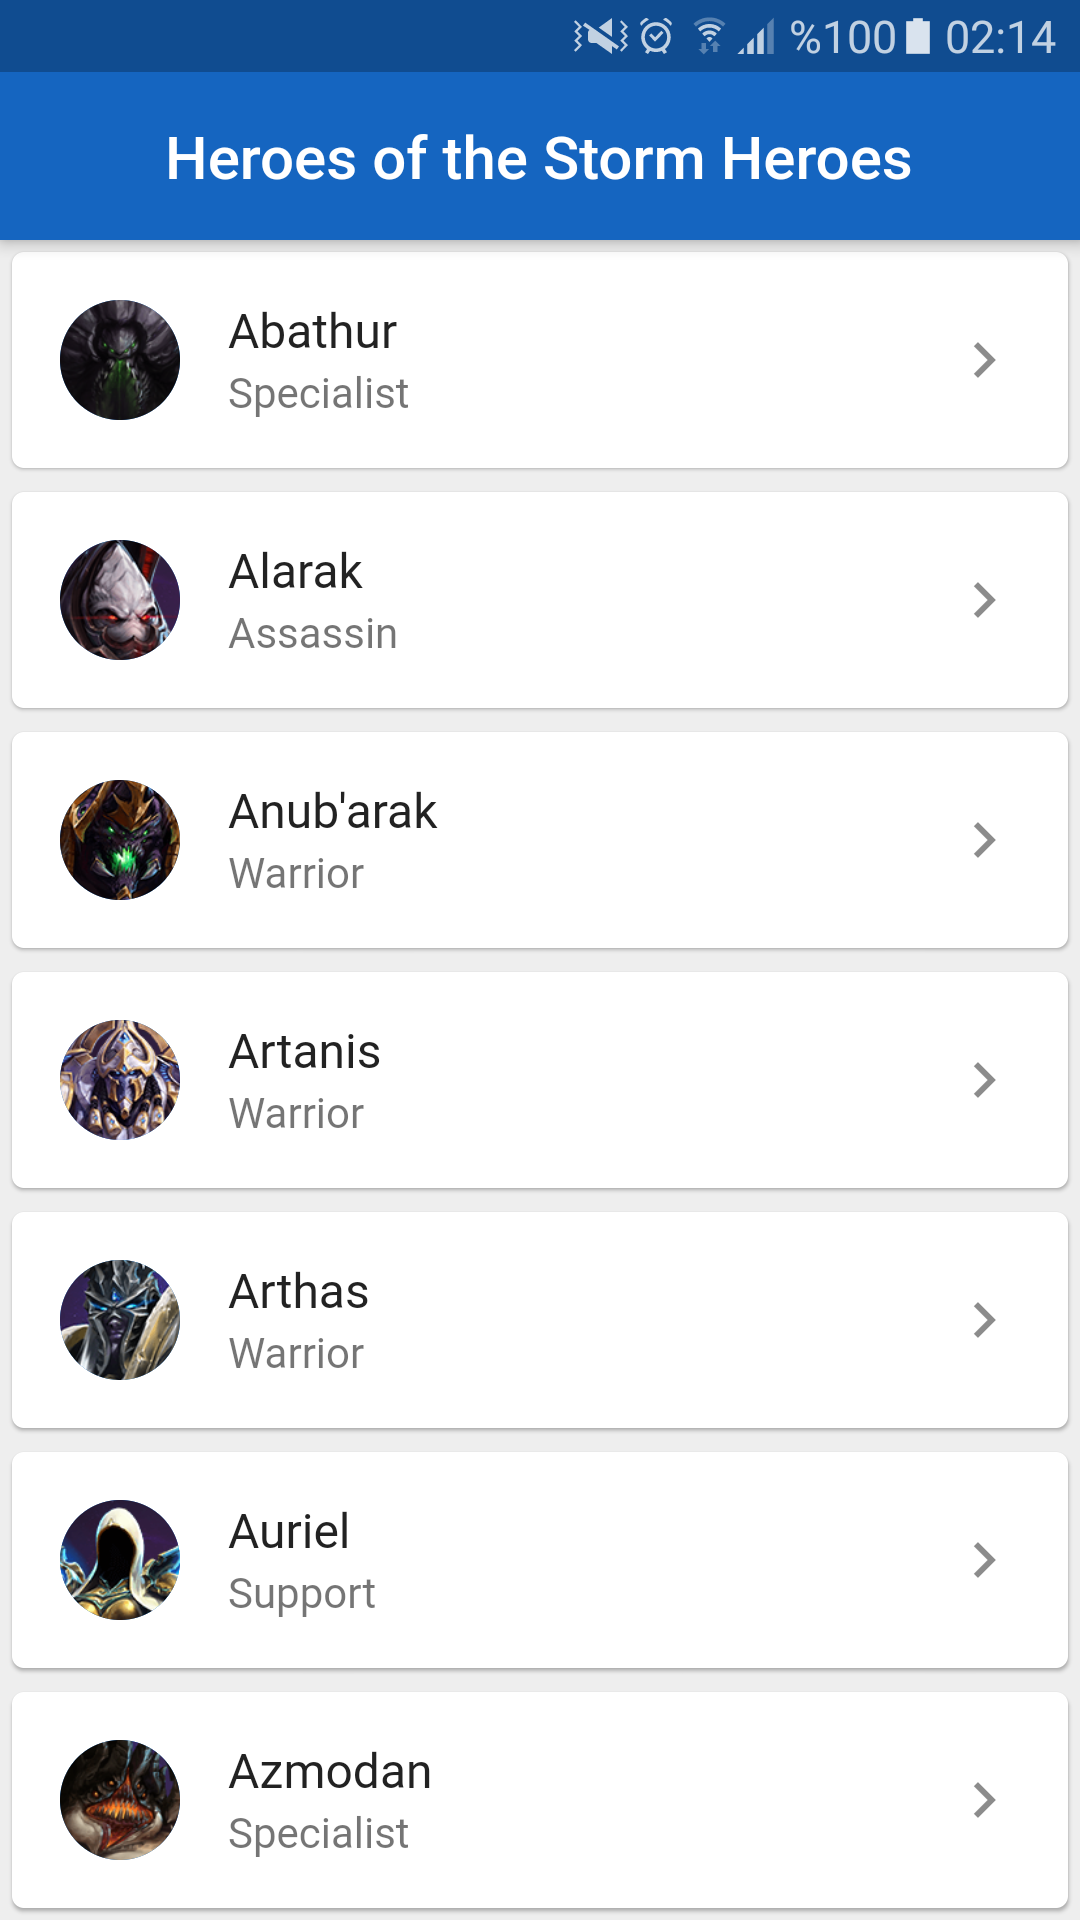 %100 02:14
Heroes of the Storm Heroes
Abathur
Specialist
Alarak
Assassin
Anub'arak
Warrior
Artanis
Warrior
Arthas
Warrior
Auriel
Support
Azmodan
Specialist